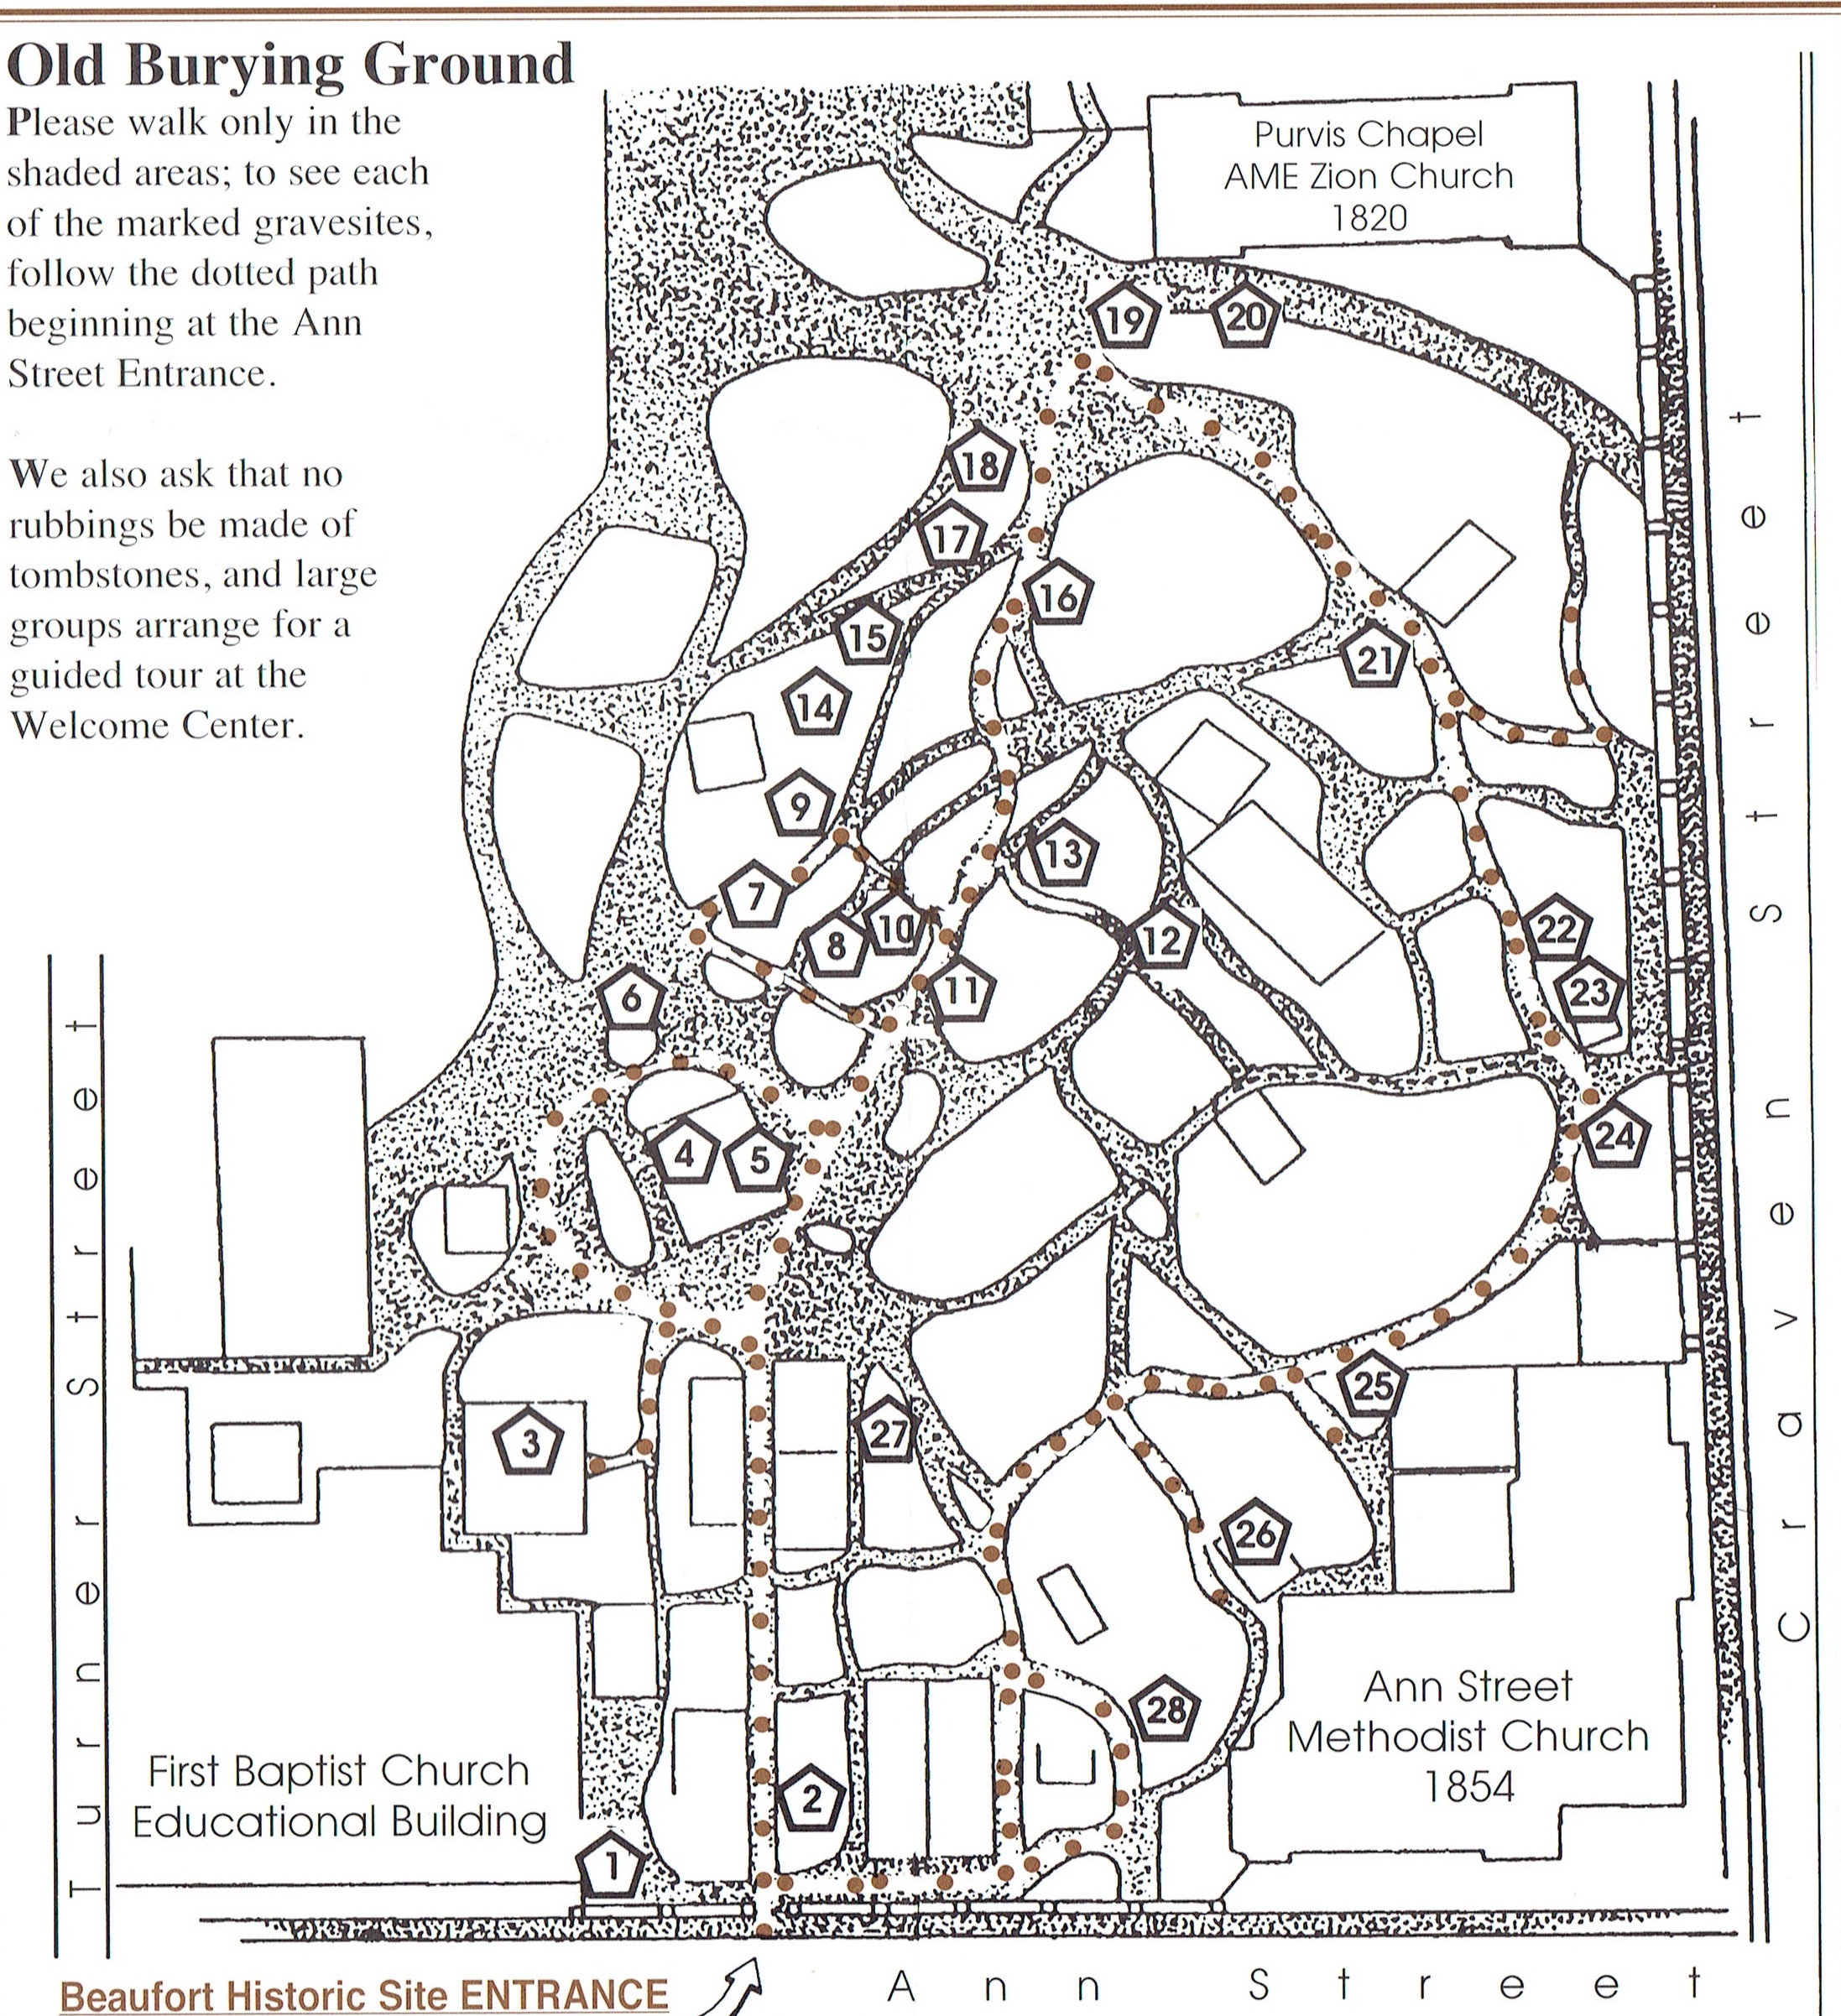 Old Burying Ground
Please walk only in the
shaded areas; to see each
of the marked gravesites,
follow the dotted path
beginning at the Ann
Street Entrance.
We also ask that no
rubbings be made of
tombstones, and large
groups arrange for a
guided tour at the
Welcome Center.
Purvis Chapel
AME Zion Church
1820
19
20
18
17
16
15
21
14
9
13
7
8
10
12
22
11
23
6
24
4
5
25
27
3
26
28
2
1
Ann Street
Methodist Church
1854
First Baptist Church
Educational Building
Turner Street
Craven Street
Beaufort Historic Site ENTRANCE
Ann Street